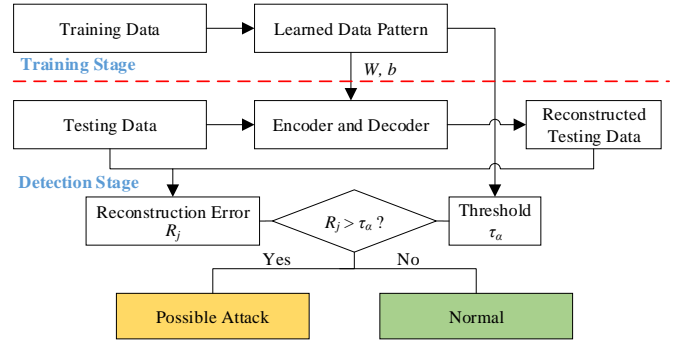 Training Data
Learned Data Pattern
Training Stage
W, b
Testing Data
Encoder and Decoder
Reconstructed
Testing Data
Detection Stage
Reconstruction Error
Rj
Rj > τα ?
Threshold
τα
Yes
No
Possible Attack
Normal